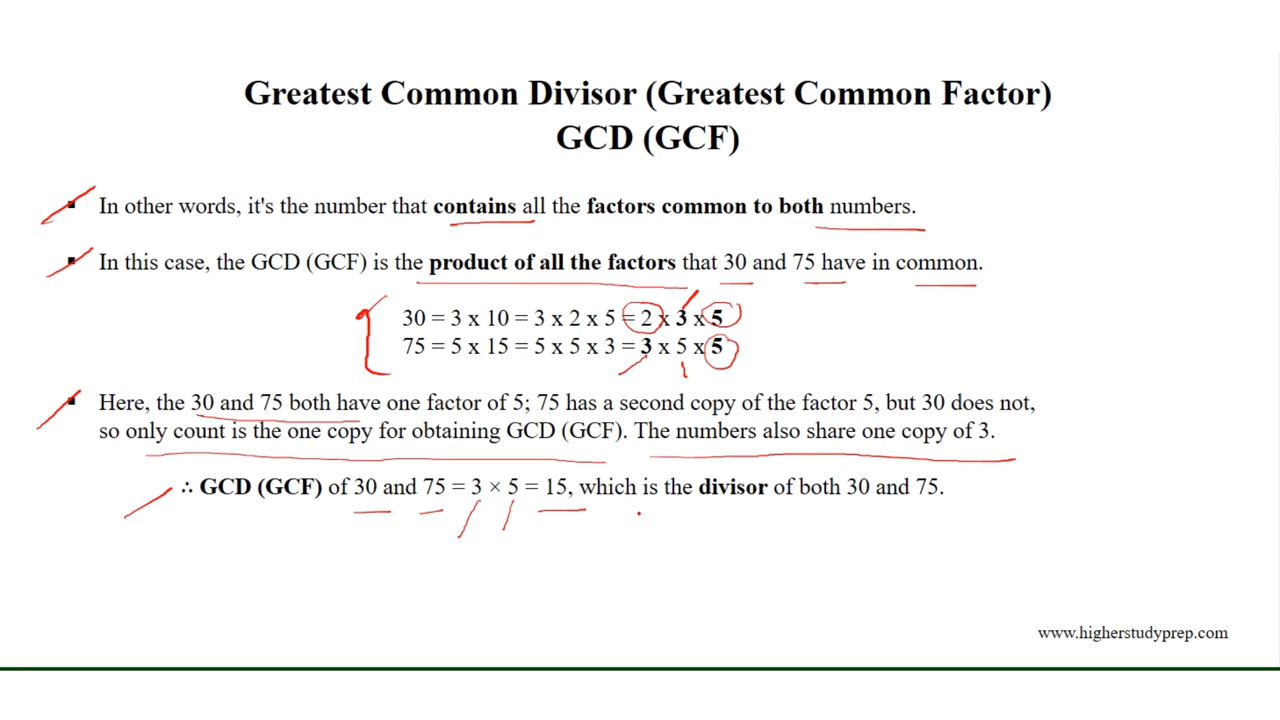 Greatest Common Divisor (Greatest Common Factor)
GCD (GCF)
▪ In other words, it's the number that contains all the factors common to both numbers.
▪ In this case, the GCD (GCF) is the product of all the factors that 30 and 75 have in common.
30 = 3 x 10 = 3 x 2 x 5 = 2 x 3 x 5
75 = 5 x 15 = 5 x 5 x 3 = 3 x 5 x 5
▪ Here, the 30 and 75 both have one factor of 5; 75 has a second copy of the factor 5, but 30 does not,
so only count is the one copy for obtaining GCD (GCF). The numbers also share one copy of 3.
∴ GCD (GCF) of 30 and 75 = 3 × 5 = 15, which is the divisor of both 30 and 75.
www.higherstudyprep.com